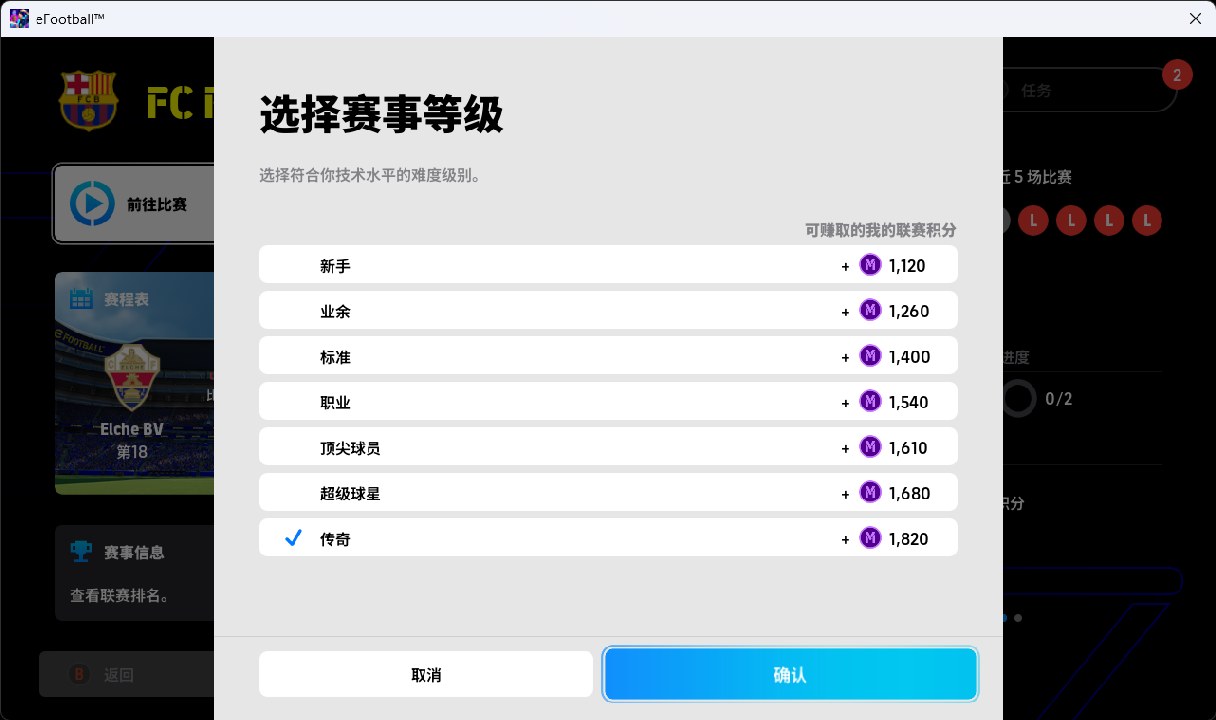 eFootball™
FC
任务
2
选择赛事等级
选择符合你技术水平的难度级别。
前往比赛
近5 场比赛
L
L
L
L
可赚取的我的联赛积分
新手 + M 1,120
业余 + M 1,260
标准 + M 1,400
职业 + M 1,540
顶尖球员 + M 1,610
超级球星 + M 1,680
传奇 + M 1,820
赛程表
eFOOTBALL
ELCHE
Elche BV
第18
比
进度
0/2
积分
赛事信息
查看联赛排名。
B 返回
取消
确认